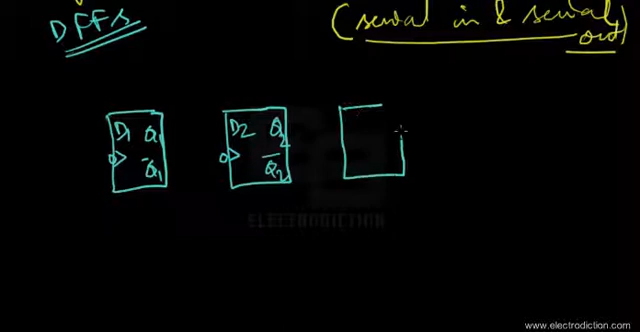 DFFs
(serial in & serial
out)
D1 Q1
Q̅1
D2 Q2
Q̅2
ELECTRODICTION
www.electrodiction.com